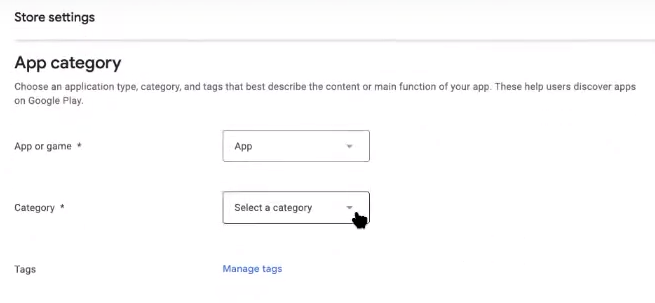 Store settings
App category
Choose an application type, category, and tags that best describe the content or main function of your app. These help users discover apps
on Google Play.
App or game *
App
Category *
Select a category
Tags
Manage tags